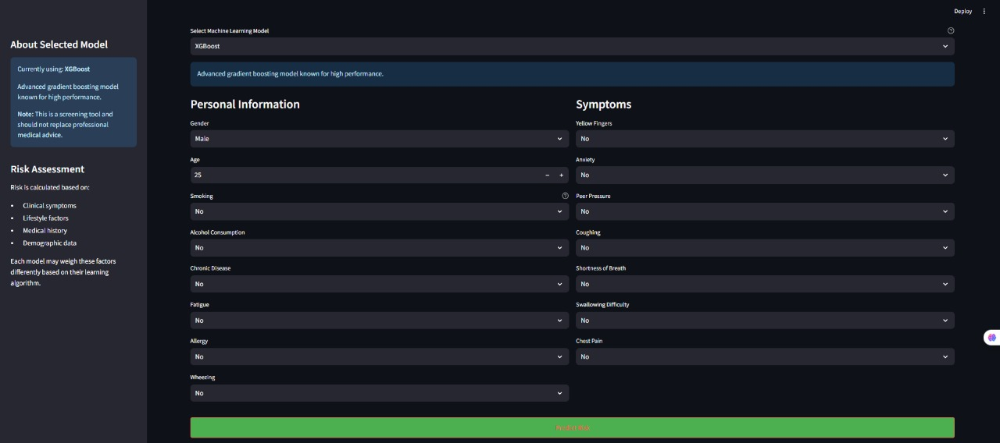 Deploy
About Selected Model
Currently using: XGBoost
Advanced gradient boosting model
known for high performance.
Note: This is a screening tool and
should not replace professional
medical advice.
Risk Assessment
Risk is calculated based on:
• Clinical symptoms
• Lifestyle factors
• Medical history
• Demographic data
Each model may weigh these factors
differently based on their learning
algorithm.
Select Machine Learning Model
XGBoost
Advanced gradient boosting model known for high performance.
Personal Information
Gender
Male
Age
25
Smoking
No
Alcohol Consumption
No
Chronic Disease
No
Fatigue
No
Allergy
No
Wheezing
No
Symptoms
Yellow Fingers
No
Anxiety
No
Peer Pressure
No
Coughing
No
Shortness of Breath
No
Swallowing Difficulty
No
Chest Pain
No
Predict Risk